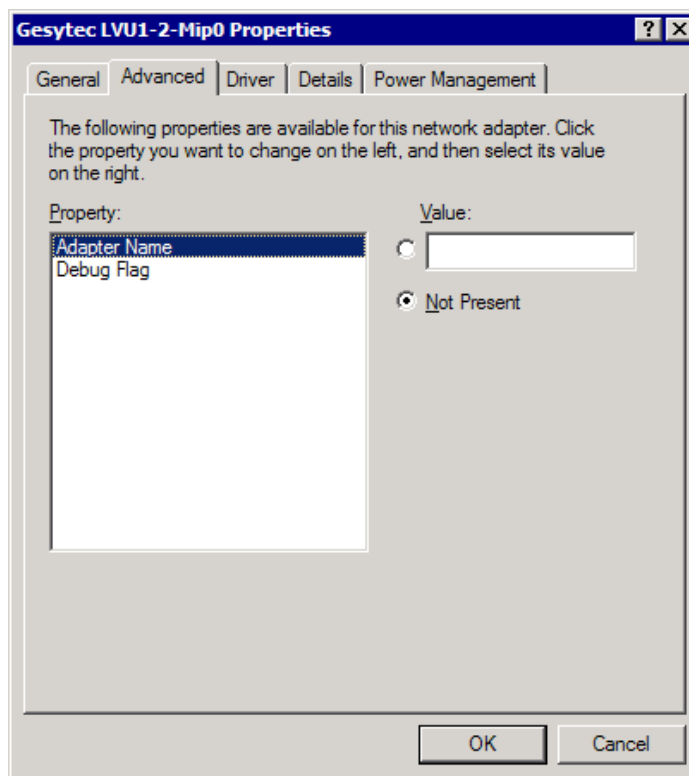 Gesytec LVU1-2-Mip0 Properties
General Advanced Driver Details Power Management
The following properties are available for this network adapter. Click
the property you want to change on the left, and then select its value
on the right.
Property: Value:
Adapter Name
Debug Flag
Not Present
OK Cancel